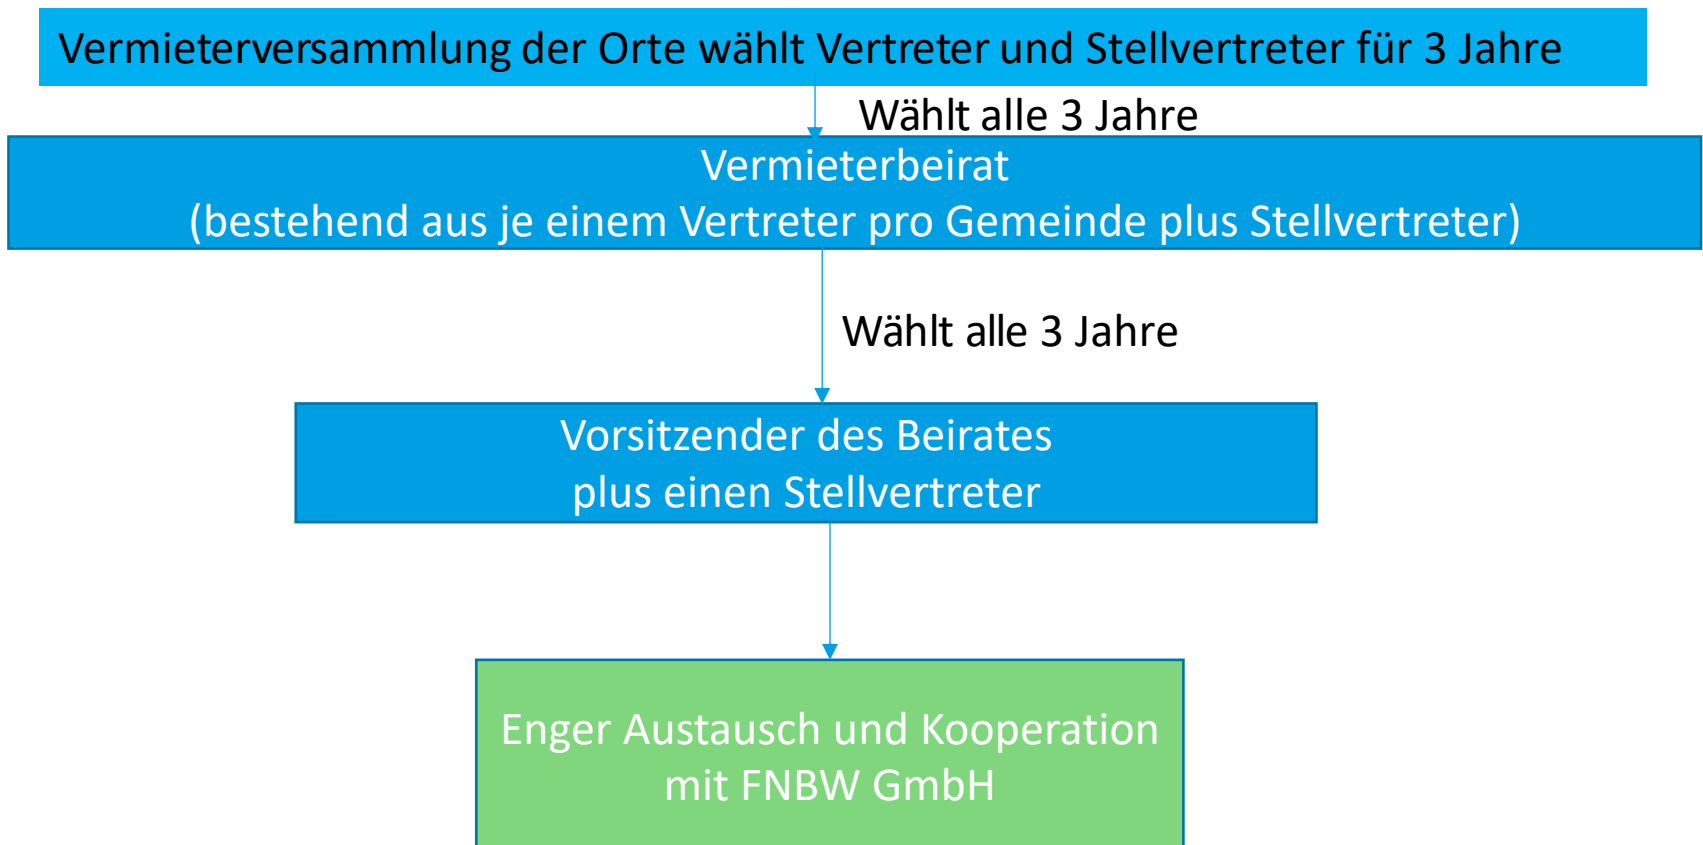 Vermieterversammlung der Orte wählt Vertreter und Stellvertreter für 3 Jahre
Wählt alle 3 Jahre
Vermieterbeirat
(bestehend aus je einem Vertreter pro Gemeinde plus Stellvertreter)
Wählt alle 3 Jahre
Vorsitzender des Beirates
plus einen Stellvertreter
Enger Austausch und Kooperation
mit FNBW GmbH